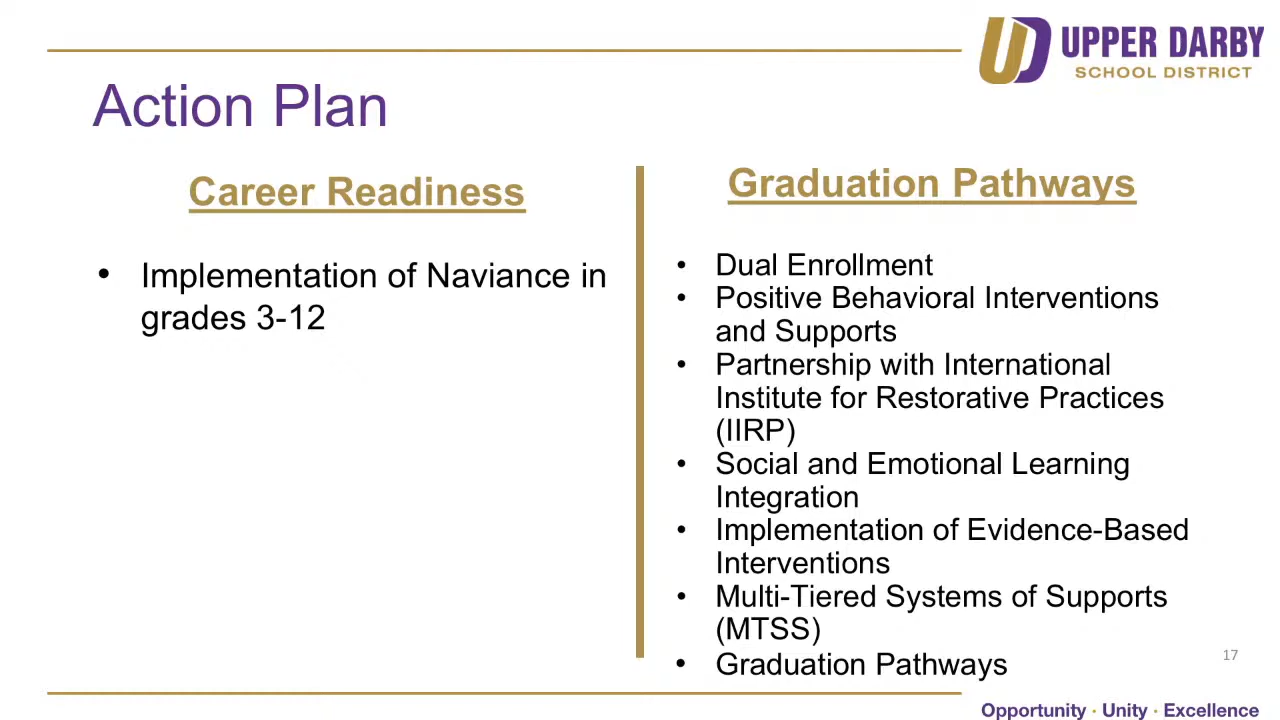 UPPER DARBY
SCHOOL DISTRICT
Action Plan
Career Readiness
• Implementation of Naviance in
grades 3-12
Graduation Pathways
• Dual Enrollment
• Positive Behavioral Interventions
and Supports
• Partnership with International
Institute for Restorative Practices
(IIRP)
• Social and Emotional Learning
Integration
• Implementation of Evidence-Based
Interventions
• Multi-Tiered Systems of Supports
(MTSS)
• Graduation Pathways
17
Opportunity · Unity · Excellence